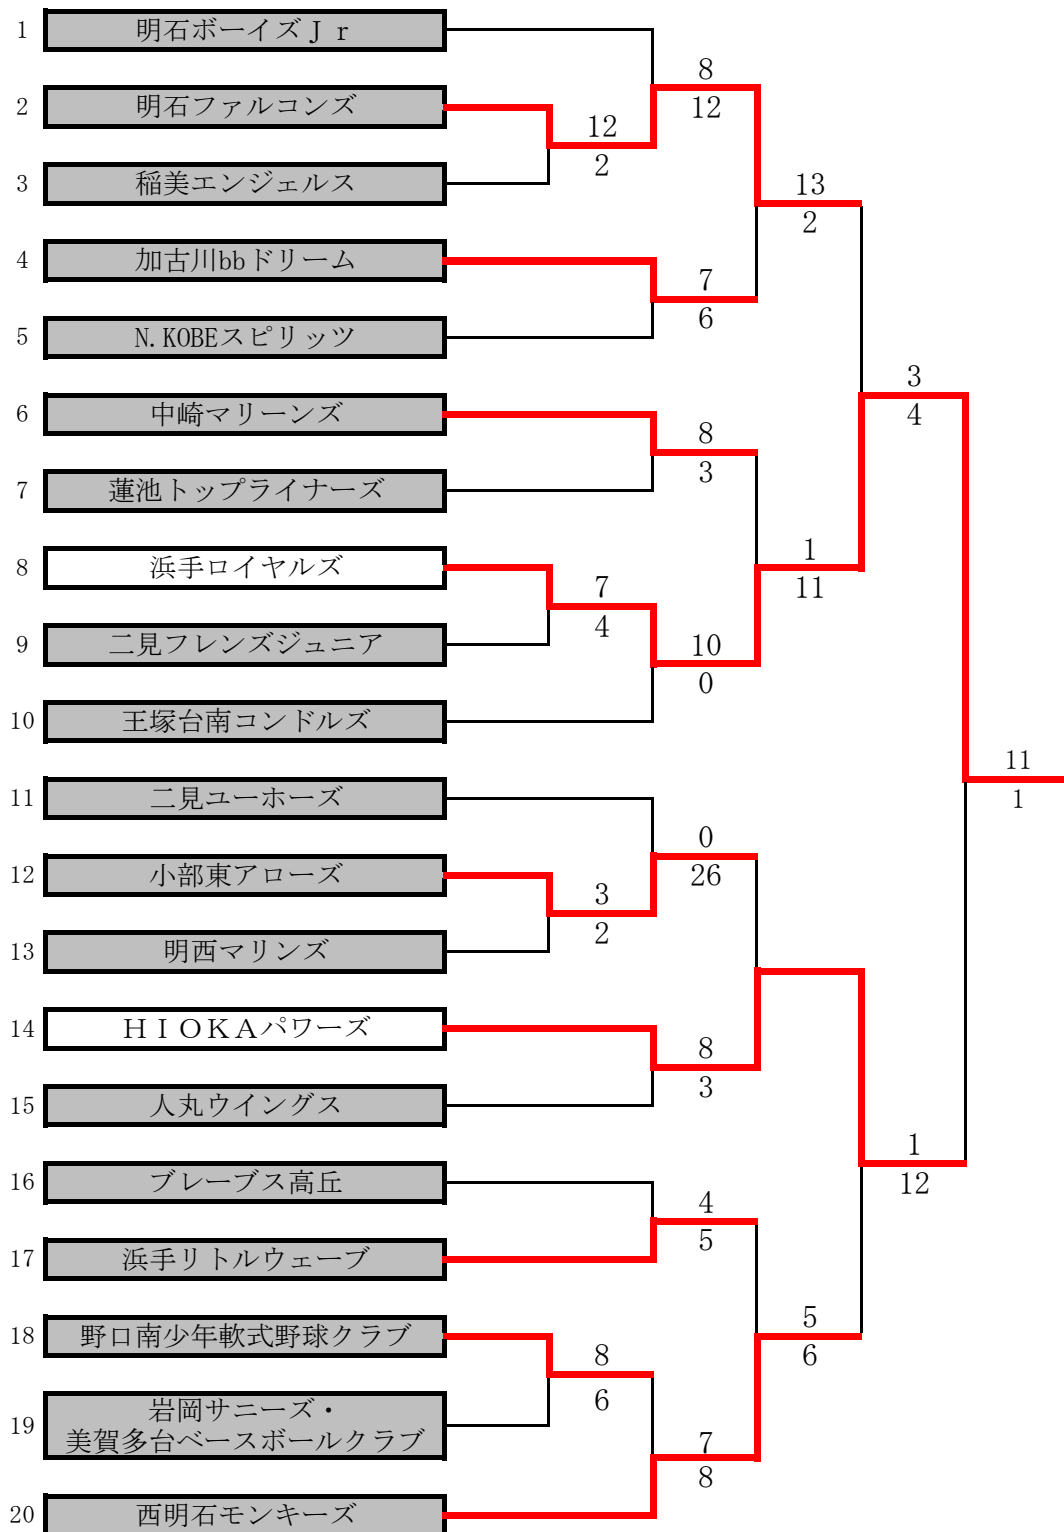 1
明石ボーイズＪｒ
8
2
明石ファルコンズ
12
12
3
稲美エンジェルス
2
13
2
4
加古川bbドリーム
7
5
N.KOBEスピリッツ
6
3
6
中崎マリーンズ
4
8
7
蓮池トップライナーズ
3
8
浜手ロイヤルズ
1
7
11
9
二見フレンズジュニア
4
10
0
10
王塚台南コンドルズ
11
11
二見ユーホーズ
1
0
12
小部東アローズ
26
3
13
明西マリンズ
2
14
ＨＩＯＫＡパワーズ
8
15
人丸ウイングス
3
1
16
ブレーブス高丘
12
4
17
浜手リトルウェーブ
5
18
野口南少年軟式野球クラブ
5
8
6
19
岩岡サニーズ・
美賀多台ベースボールクラブ
6
7
8
20
西明石モンキーズ